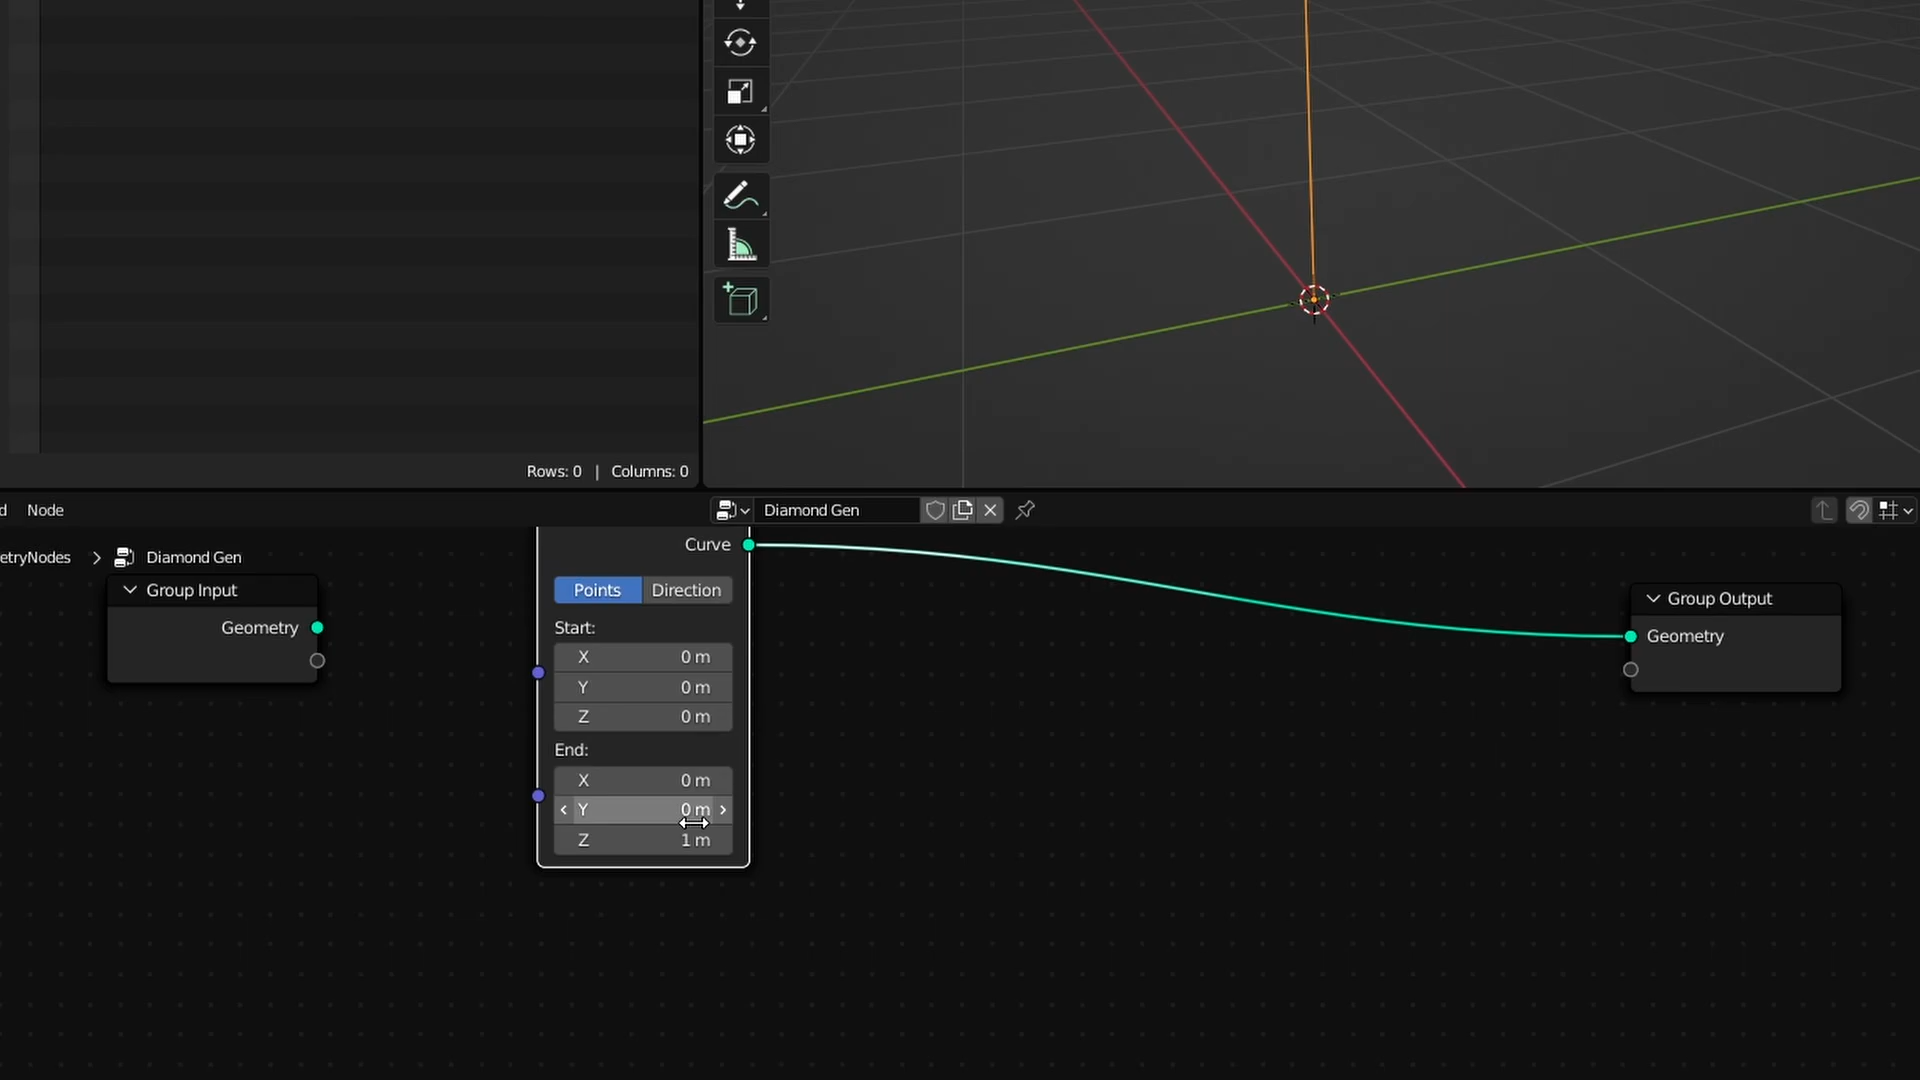 Rows: 0 | Columns: 0
d Node
Diamond Gen
etryNodes > Diamond Gen
Group Input
Geometry
Curve
Points Direction
Start:
X 0 m
Y 0 m
Z 0 m
End:
X 0 m
Y 0 m
Z 1 m
Group Output
Geometry